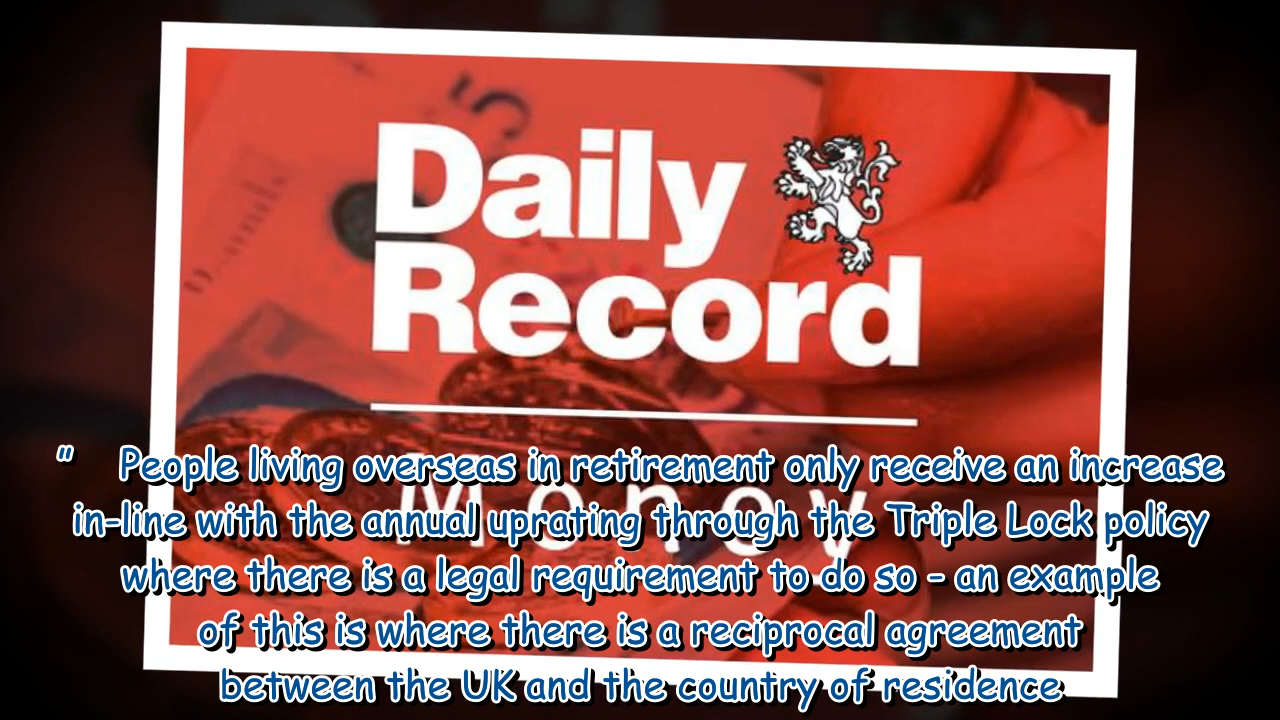 Daily
Record
Money
” People living overseas in retirement only receive an increase
in-line with the annual uprating through the Triple Lock policy
where there is a legal requirement to do so – an example
of this is where there is a reciprocal agreement
between the UK and the country of residence